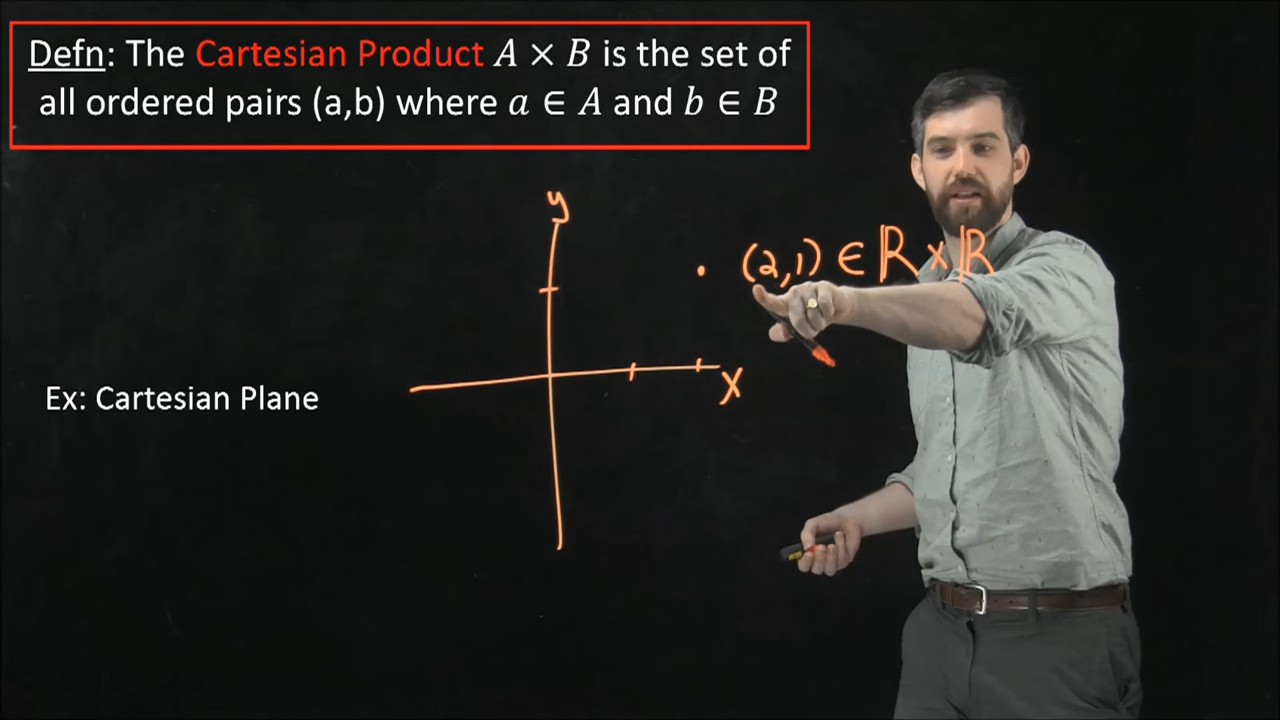 Defn: The Cartesian Product A × B is the set of
all ordered pairs (a,b) where a ∈ A and b ∈ B
y
(2,1) ∈ ℝ × ℝ
x
Ex: Cartesian Plane